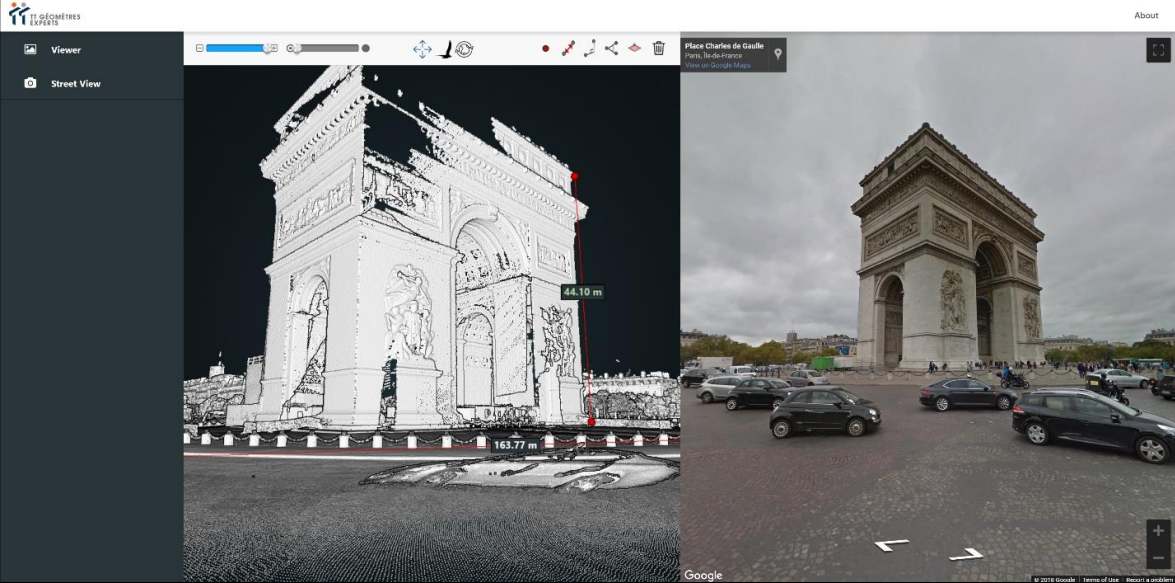 TT GÉOMÈTRES
EXPERTS
About
Viewer
Street View
Place Charles de Gaulle
Paris, Île-de-France
View on Google Maps
44.10 m
163.77 m
Google
© 2018 Google
Terms of Use
Report a problem